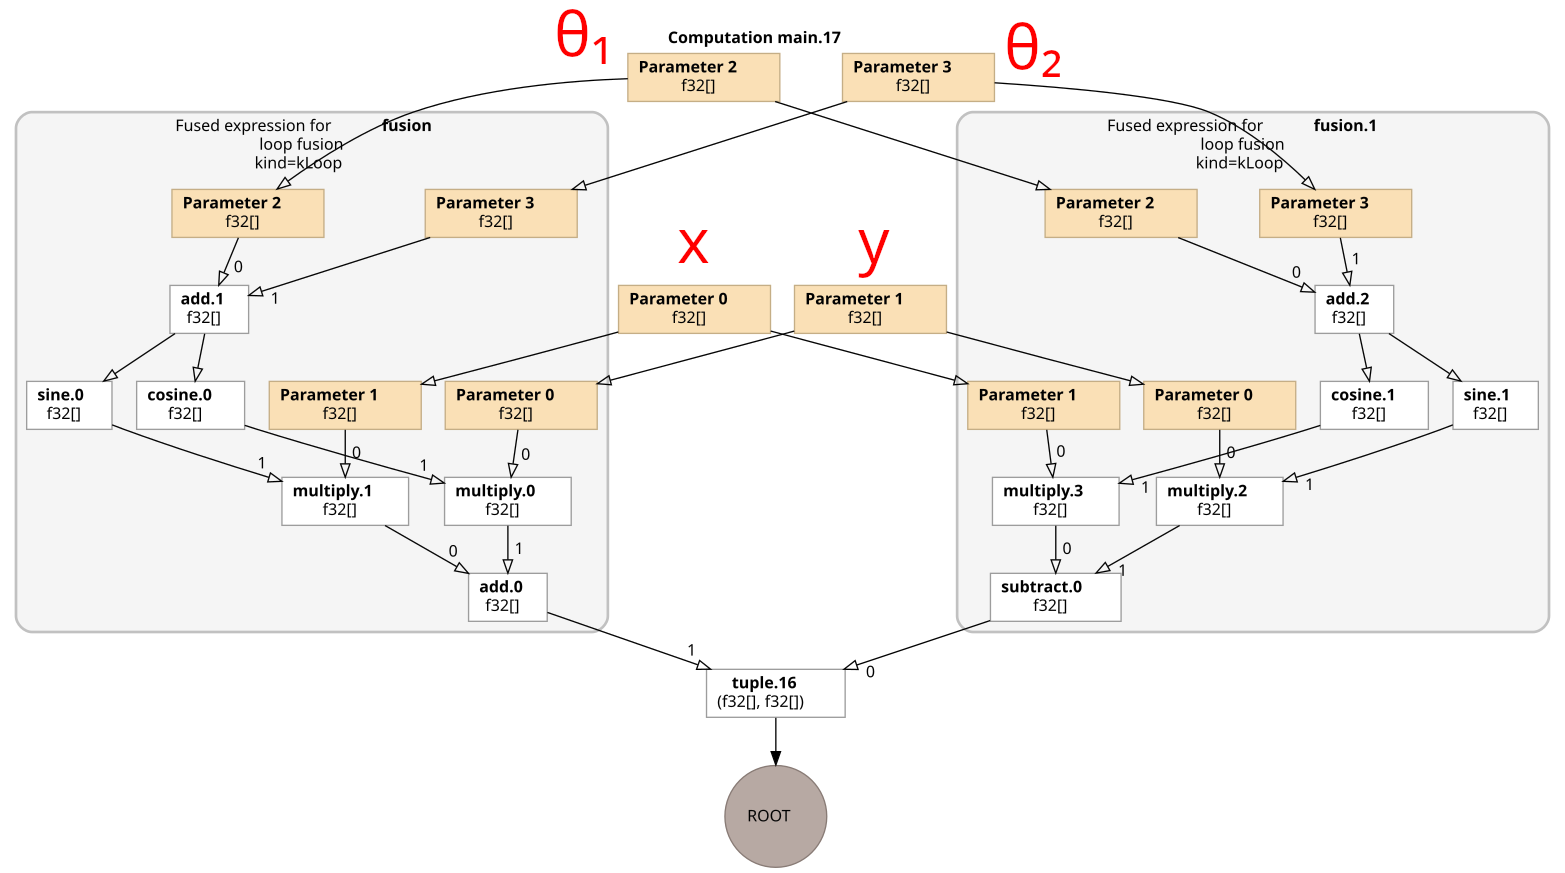 θ₁
Computation main.17
θ₂
Parameter 2
f32[]
Parameter 3
f32[]
Fused expression for fusion
loop fusion
kind=kLoop
Parameter 2
f32[]
Parameter 3
f32[]
0
1
add.1
f32[]
sine.0
f32[]
cosine.0
f32[]
Parameter 1
f32[]
Parameter 0
f32[]
1
0
1
0
multiply.1
f32[]
multiply.0
f32[]
0
1
add.0
f32[]
x
y
Parameter 0
f32[]
Parameter 1
f32[]
Fused expression for fusion.1
loop fusion
kind=kLoop
Parameter 2
f32[]
Parameter 3
f32[]
0
1
add.2
f32[]
Parameter 1
f32[]
Parameter 0
f32[]
cosine.1
f32[]
sine.1
f32[]
0
1
0
1
multiply.3
f32[]
multiply.2
f32[]
0
1
subtract.0
f32[]
1
0
tuple.16
(f32[], f32[])
ROOT